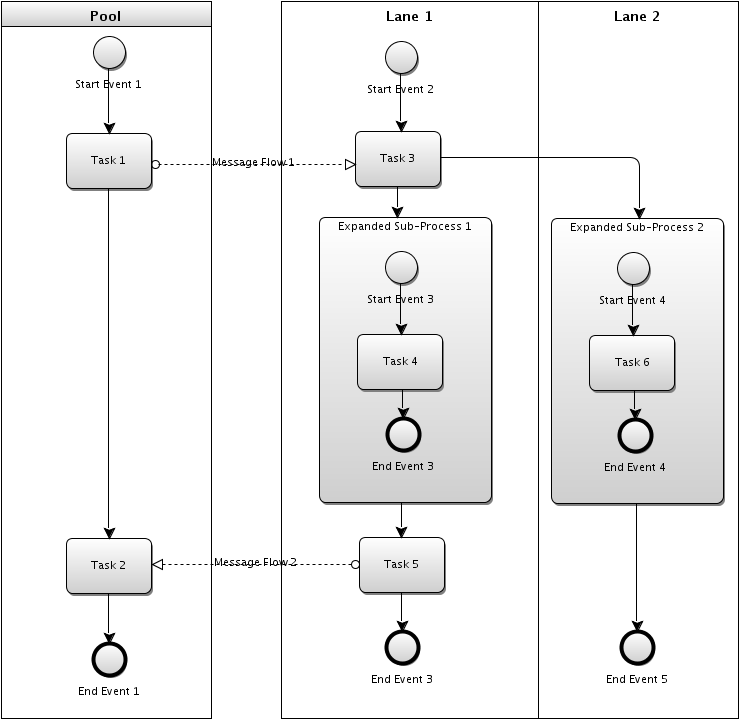 Pool
Lane 1
Lane 2
Start Event 1
Start Event 2
Task 1
Message Flow 1
Task 3
Expanded Sub-Process 1
Expanded Sub-Process 2
Start Event 3
Start Event 4
Task 4
Task 6
End Event 3
End Event 4
Task 2
Message Flow 2
Task 5
End Event 1
End Event 3
End Event 5